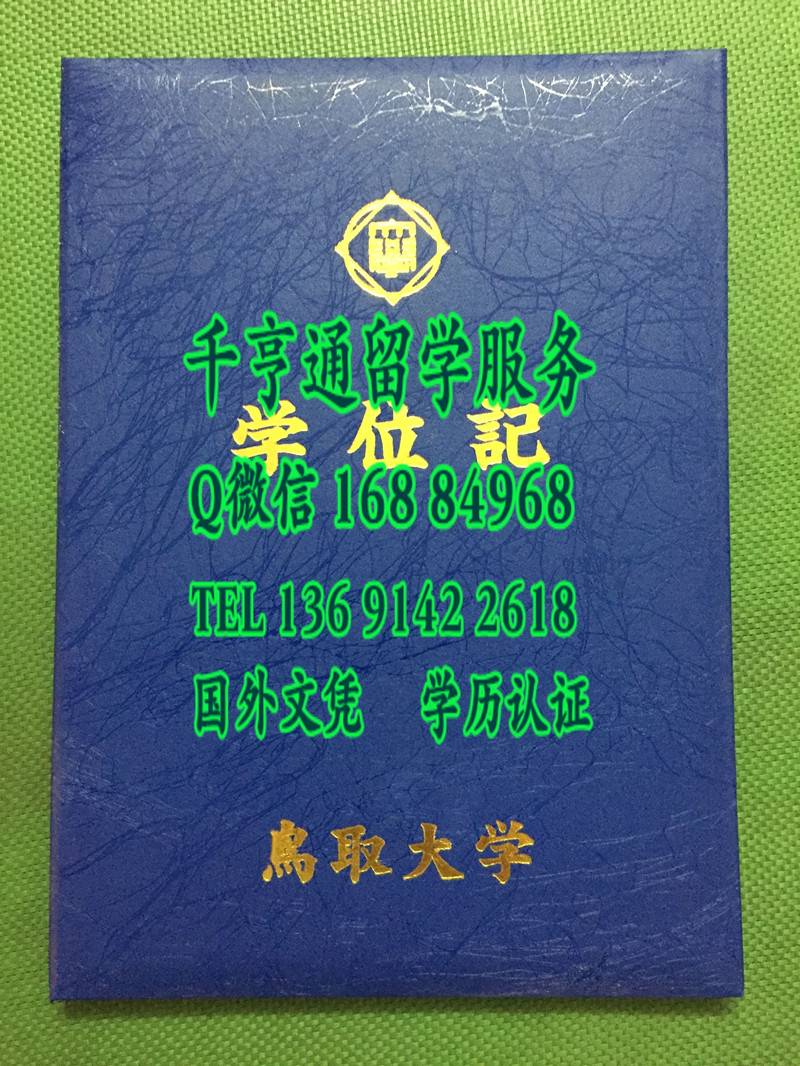 千亨通留学服务
学位記
Q微信 168 84968
TEL 136 9142 2618
国外文凭 学历认证
鳥取大学